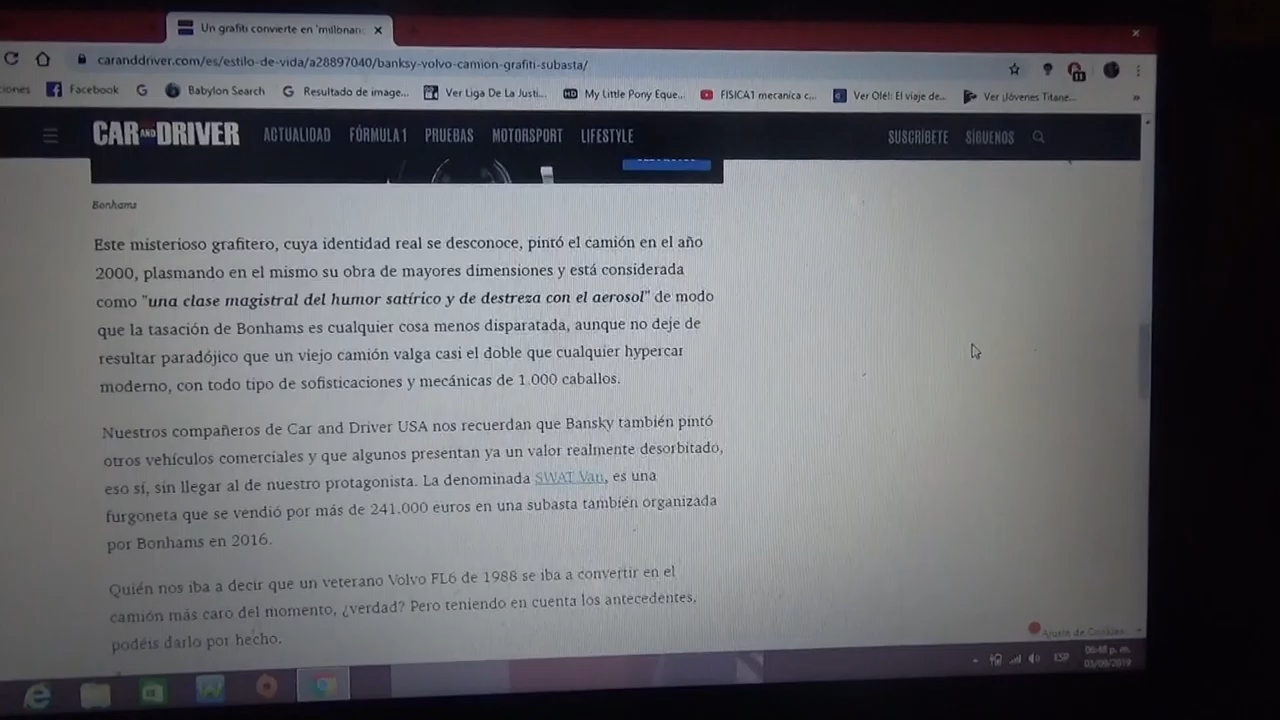 Un grafiti convierte en 'millonar
caranddriver.com/es/estilo-de-vida/a28897040/banksy-volvo-camion-grafiti-subasta/
iones Facebook Babylon Search Resultado de image... Ver Liga De La Justi... My Little Pony Eque... FISICA1 mecanica c... Ver Olé!: El viaje de... Ver ¡Jóvenes Titane...
CAR AND DRIVER ACTUALIDAD FÓRMULA 1 PRUEBAS MOTORSPORT LIFESTYLE SUSCRÍBETE SÍGUENOS
Bonhams
Este misterioso grafitero, cuya identidad real se desconoce, pintó el camión en el año
2000, plasmando en el mismo su obra de mayores dimensiones y está considerada
como "una clase magistral del humor satírico y de destreza con el aerosol" de modo
que la tasación de Bonhams es cualquier cosa menos disparatada, aunque no deje de
resultar paradójico que un viejo camión valga casi el doble que cualquier hypercar
moderno, con todo tipo de sofisticaciones y mecánicas de 1.000 caballos.
Nuestros compañeros de Car and Driver USA nos recuerdan que Bansky también pintó
otros vehículos comerciales y que algunos presentan ya un valor realmente desorbitado,
eso sí, sin llegar al de nuestro protagonista. La denominada SWAT Van, es una
furgoneta que se vendió por más de 241.000 euros en una subasta también organizada
por Bonhams en 2016.
Quién nos iba a decir que un veterano Volvo FL6 de 1988 se iba a convertir en el
camión más caro del momento, ¿verdad? Pero teniendo en cuenta los antecedentes,
podéis darlo por hecho.
Ajuste de Cookies
ESP
06:48 p. m.
03/09/2019